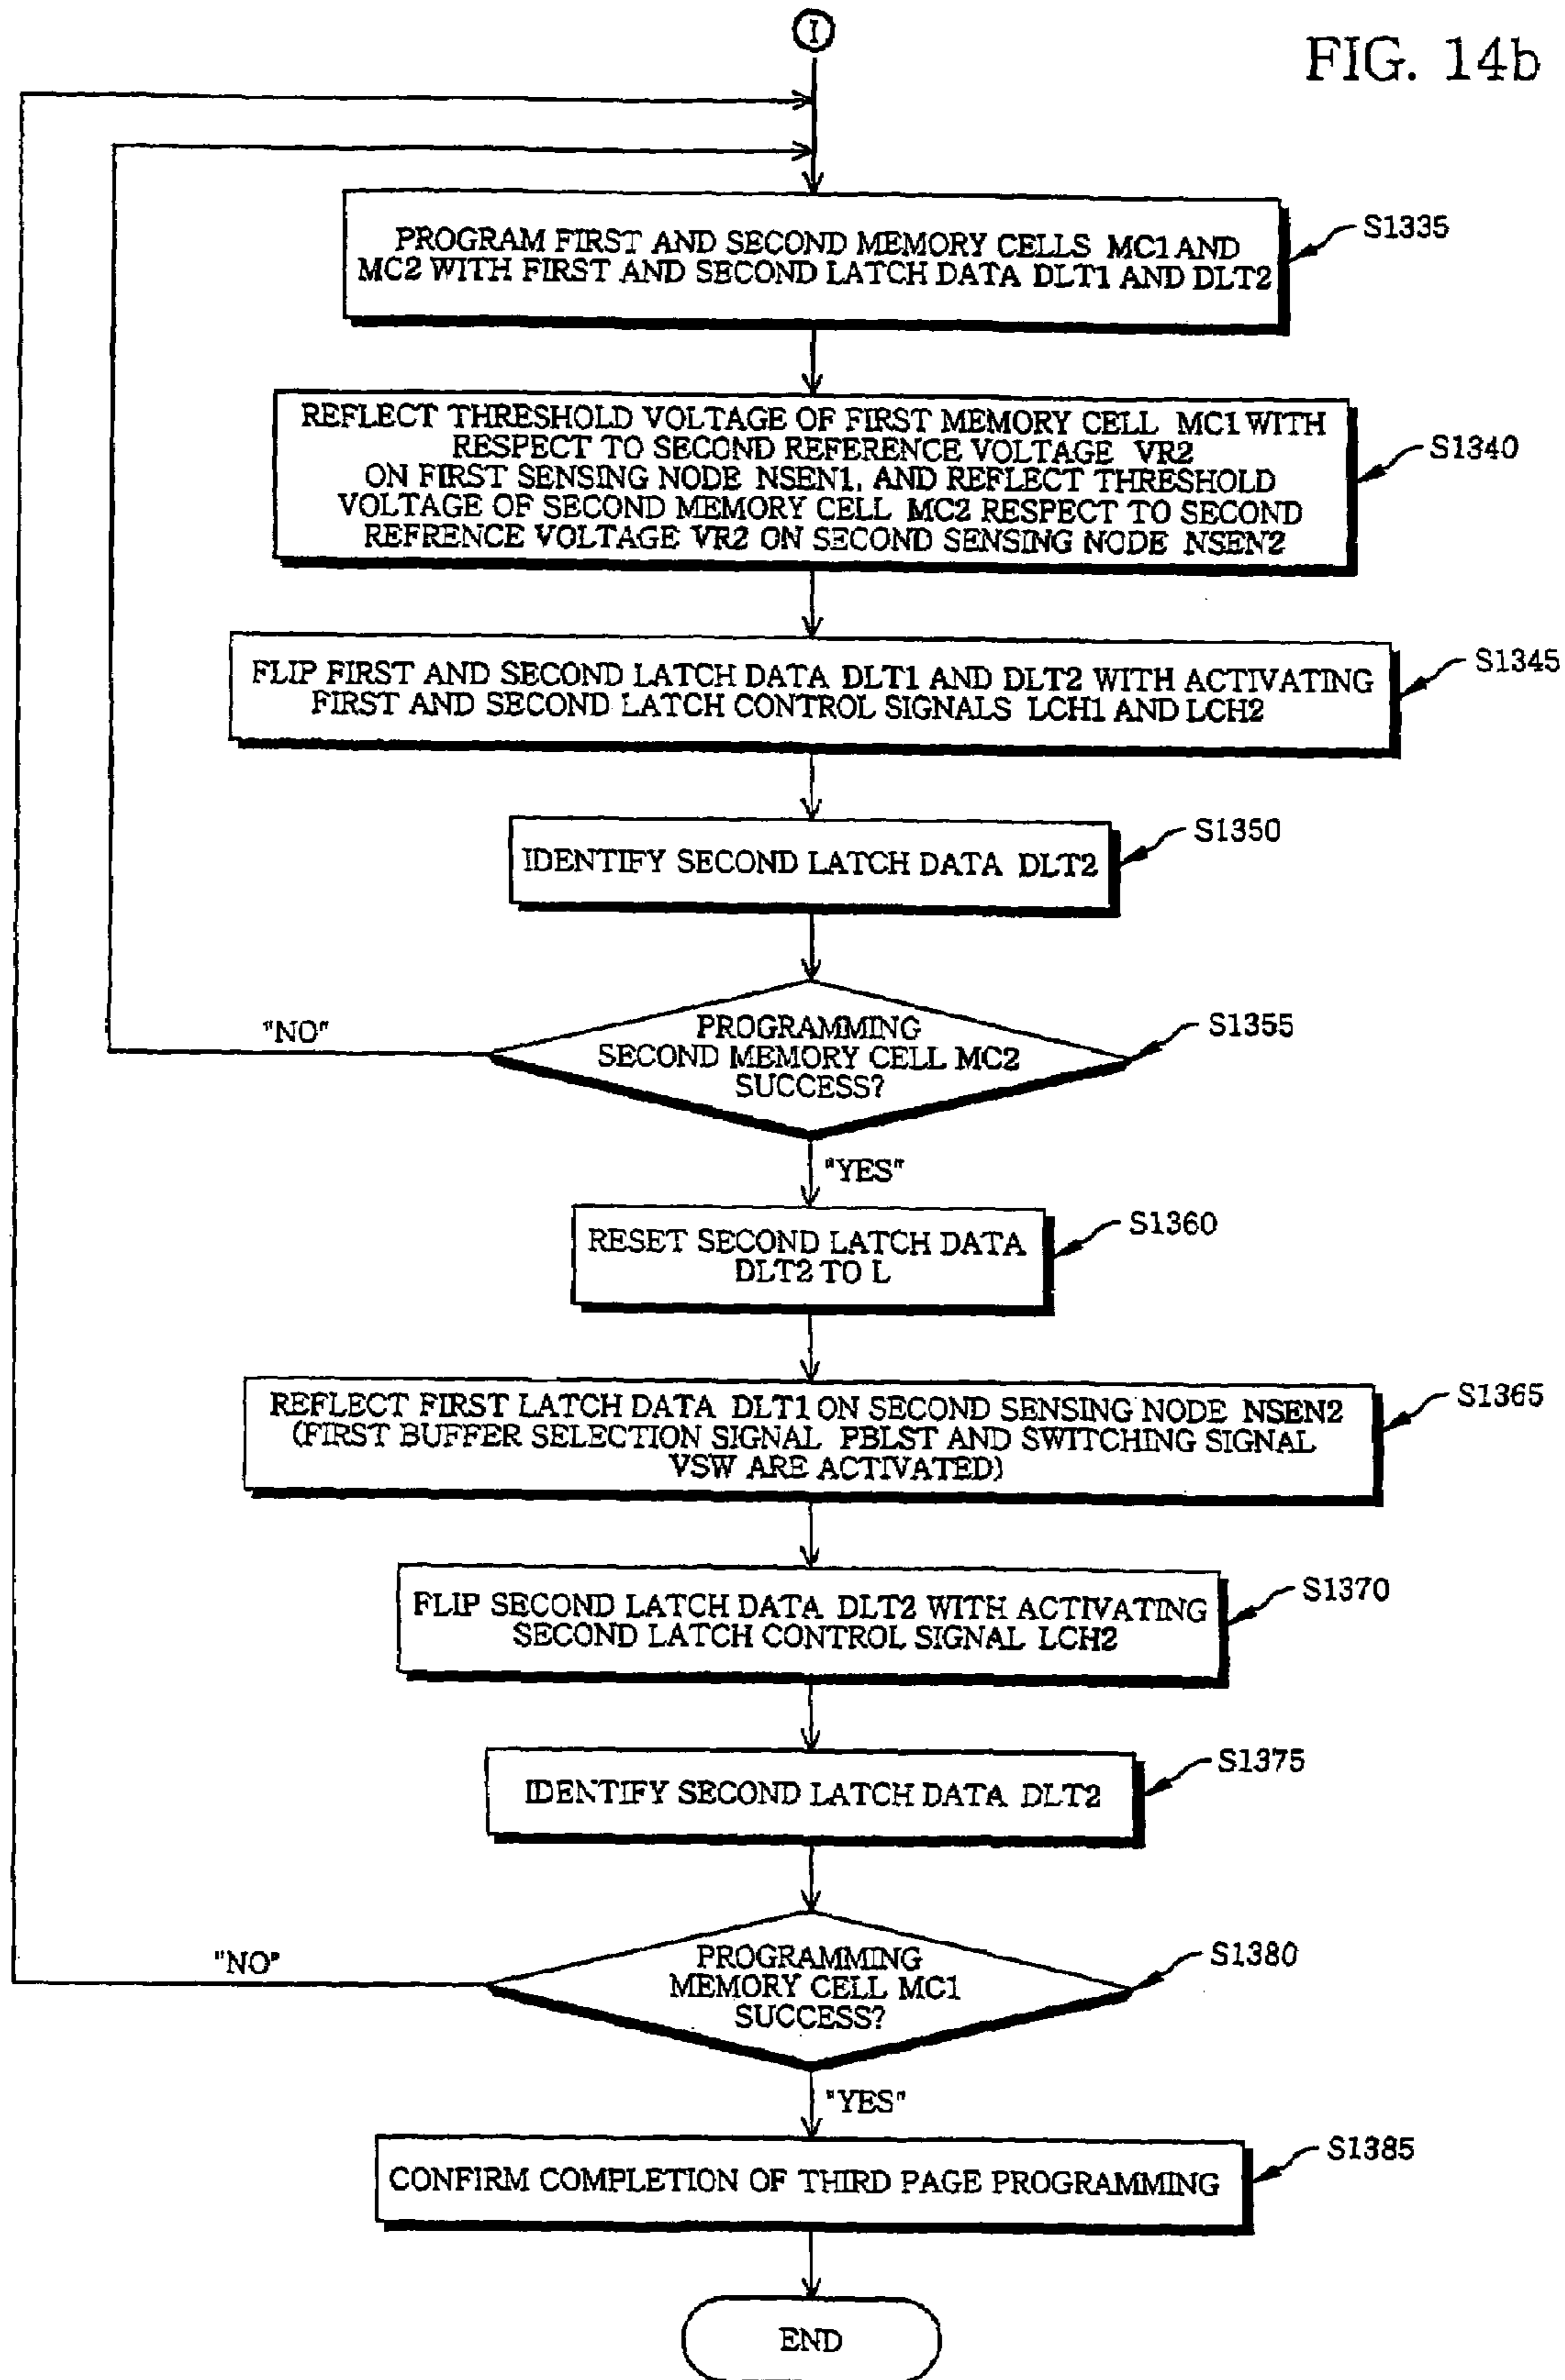 I
FIG. 14b
PROGRAM FIRST AND SECOND MEMORY CELLS MC1 AND
MC2 WITH FIRST AND SECOND LATCH DATA DLT1 AND DLT2
S1335
REFLECT THRESHOLD VOLTAGE OF FIRST MEMORY CELL MC1 WITH
RESPECT TO SECOND REFERENCE VOLTAGE VR2
ON FIRST SENSING NODE NSEN1, AND REFLECT THRESHOLD
VOLTAGE OF SECOND MEMORY CELL MC2 RESPECT TO SECOND
REFRENCE VOLTAGE VR2 ON SECOND SENSING NODE NSEN2
S1340
FLIP FIRST AND SECOND LATCH DATA DLT1 AND DLT2 WITH ACTIVATING
FIRST AND SECOND LATCH CONTROL SIGNALS LCH1 AND LCH2
S1345
IDENTIFY SECOND LATCH DATA DLT2
S1350
PROGRAMMING
SECOND MEMORY CELL MC2
SUCCESS?
S1355
"NO"
"YES"
RESET SECOND LATCH DATA
DLT2 TO L
S1360
REFLECT FIRST LATCH DATA DLT1 ON SECOND SENSING NODE NSEN2
(FIRST BUFFER SELECTION SIGNAL PBLST AND SWITCHING SIGNAL
VSW ARE ACTIVATED)
S1365
FLIP SECOND LATCH DATA DLT2 WITH ACTIVATING
SECOND LATCH CONTROL SIGNAL LCH2
S1370
IDENTIFY SECOND LATCH DATA DLT2
S1375
PROGRAMMING
MEMORY CELL MC1
SUCCESS?
S1380
"NO"
"YES"
CONFIRM COMPLETION OF THIRD PAGE PROGRAMMING
S1385
END